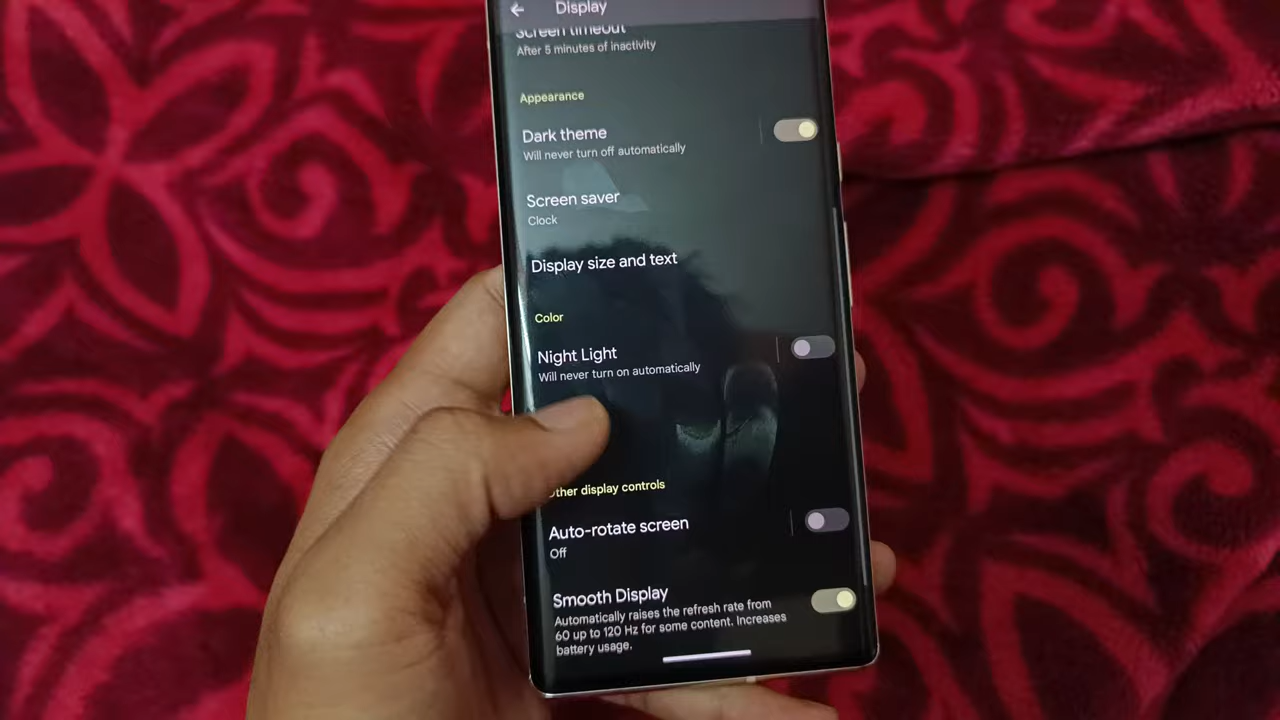 Display
Screen timeout
After 5 minutes of inactivity
Appearance
Dark theme
Will never turn off automatically
Screen saver
Clock
Display size and text
Color
Night Light
Will never turn on automatically
Other display controls
Auto-rotate screen
Off
Smooth Display
Automatically raises the refresh rate from
60 up to 120 Hz for some content. Increases
battery usage.